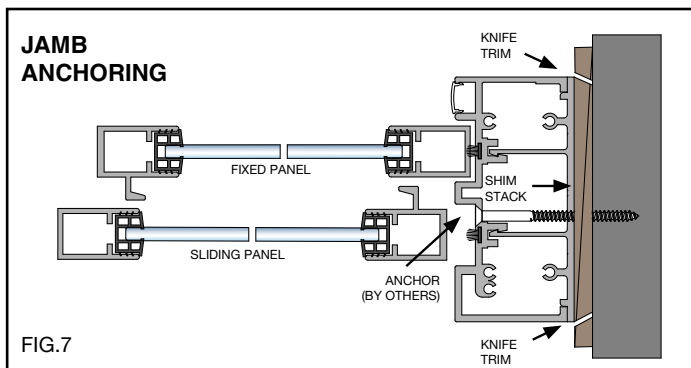 JAMB
ANCHORING
KNIFE
TRIM
FIXED PANEL
SHIM
STACK
SLIDING PANEL
ANCHOR
(BY OTHERS)
FIG.7
KNIFE
TRIM